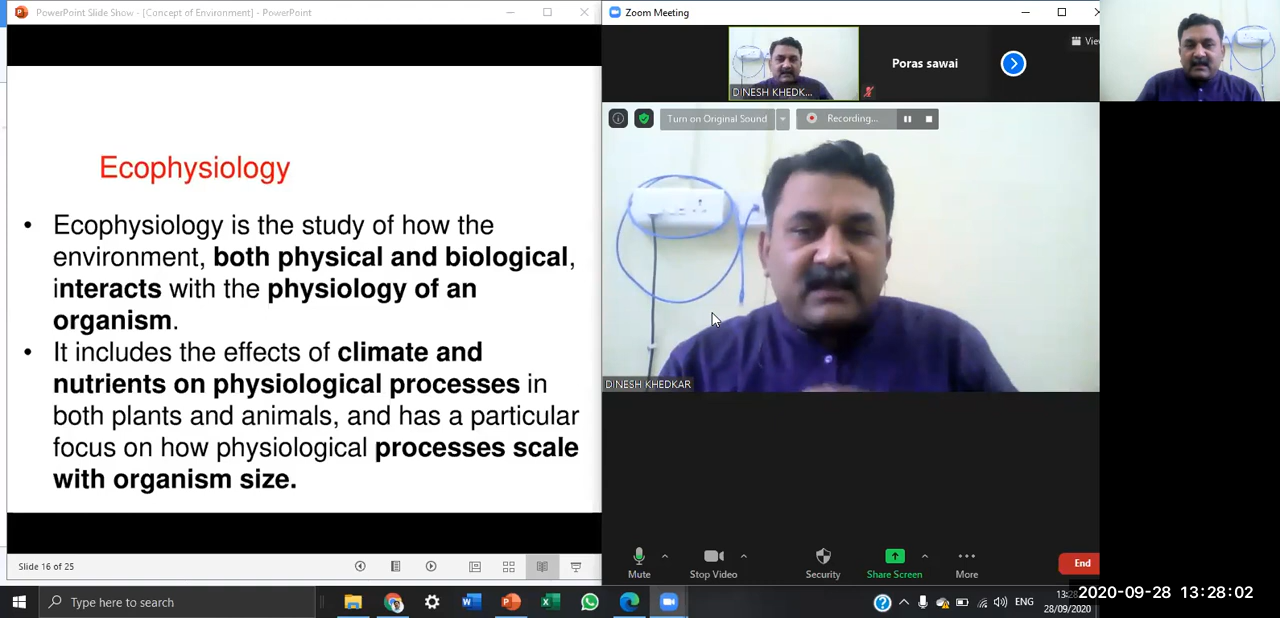 PowerPoint Slide Show - [Concept of Environment] - PowerPoint
Ecophysiology
• Ecophysiology is the study of how the
environment, both physical and biological,
interacts with the physiology of an
organism.
• It includes the effects of climate and
nutrients on physiological processes in
both plants and animals, and has a particular
focus on how physiological processes scale
with organism size.
Slide 16 of 25
Zoom Meeting
DINESH KHEDK...
Poras sawai
Turn on Original Sound
Recording...
DINESH KHEDKAR
Mute
Stop Video
Security
Share Screen
More
End
Type here to search
ENG
28/09/2020
2020-09-28 13:28:02